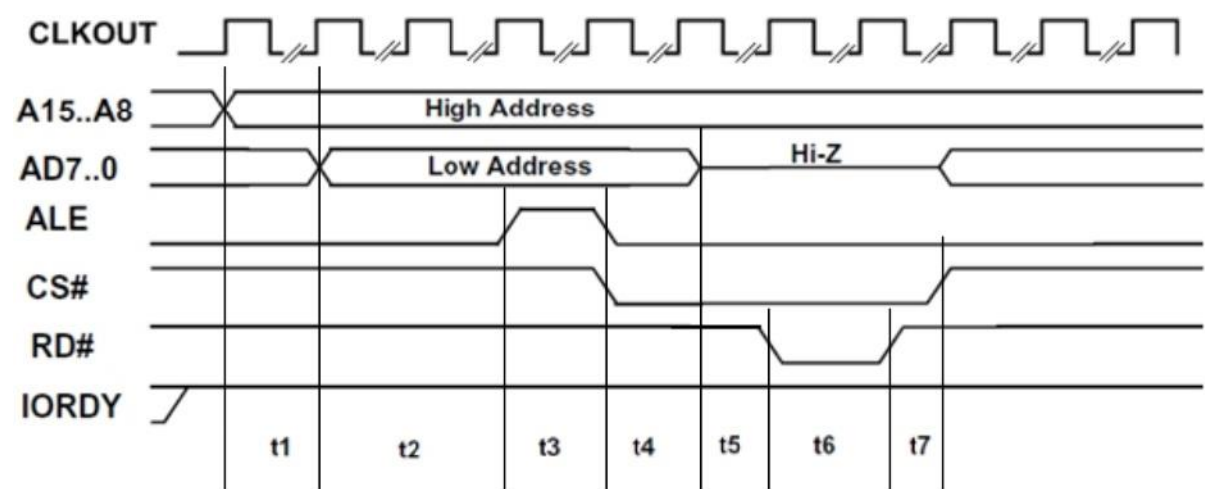 CLKOUT
A15..A8
High Address
AD7..0
Low Address
Hi-Z
ALE
CS#
RD#
IORDY
t1
t2
t3
t4
t5
t6
t7